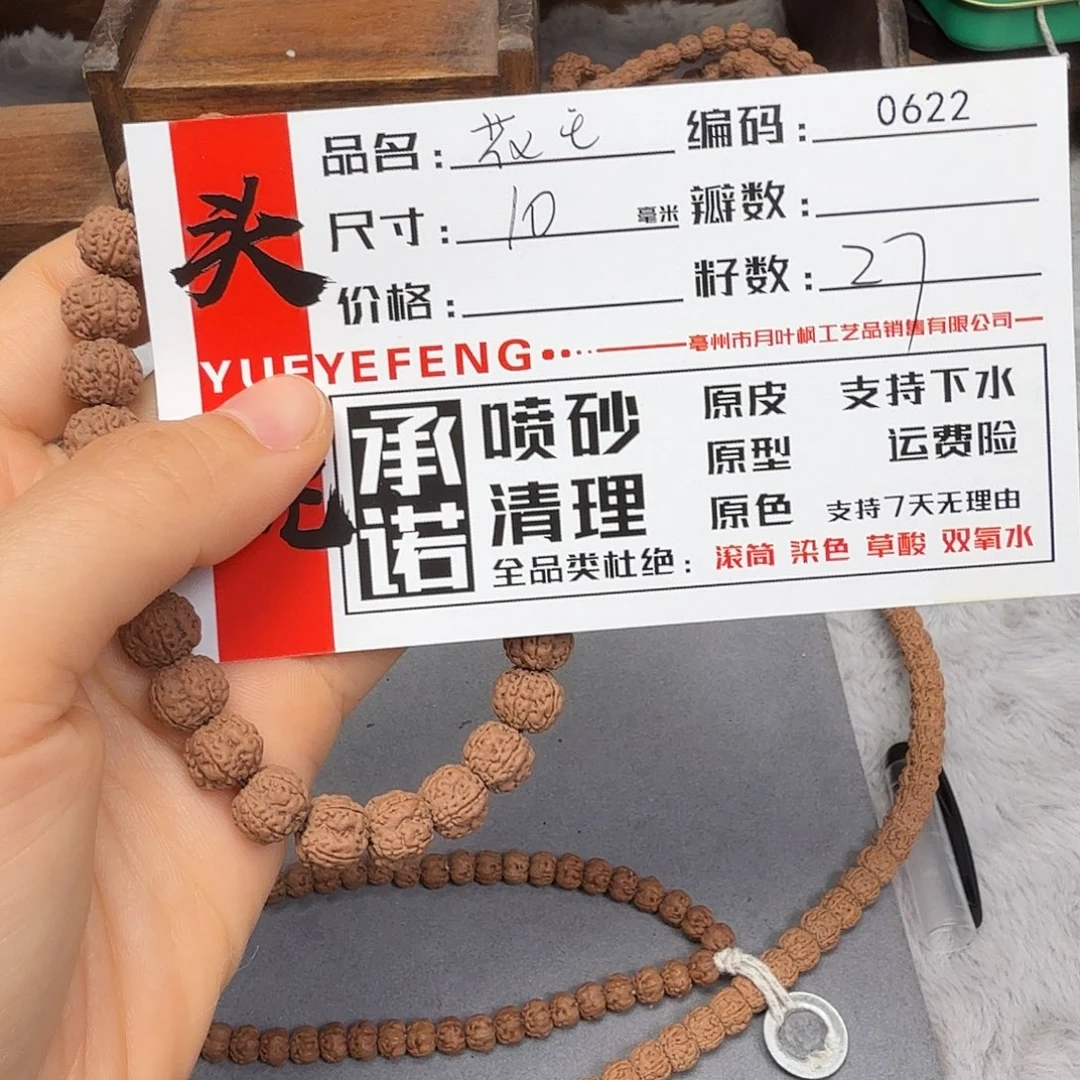 头
品名： 编码：0622
尺寸：10毫米 瓣数：
价格： 籽数：27
YUEYEFENG
亳州市月叶枫工艺品销售有限公司
承诺
喷砂
清理
原皮
原型
原色
支持下水
运费险
支持7天无理由
全品类杜绝：滚筒 染色 草酸 双氧水